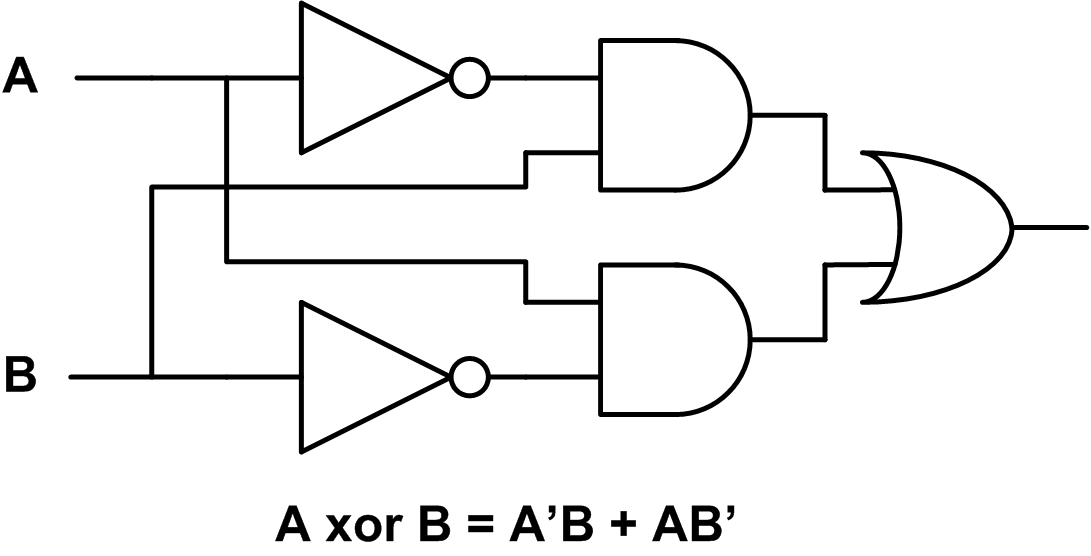 A
B
A xor B = A’B + AB’